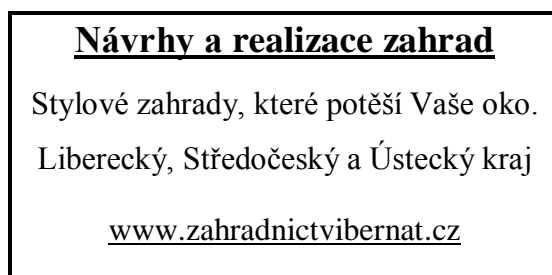 Návrhy a realizace zahrad
Stylové zahrady, které potěší Vaše oko.
Liberecký, Středočeský a Ústecký kraj
www.zahradnictvibernat.cz